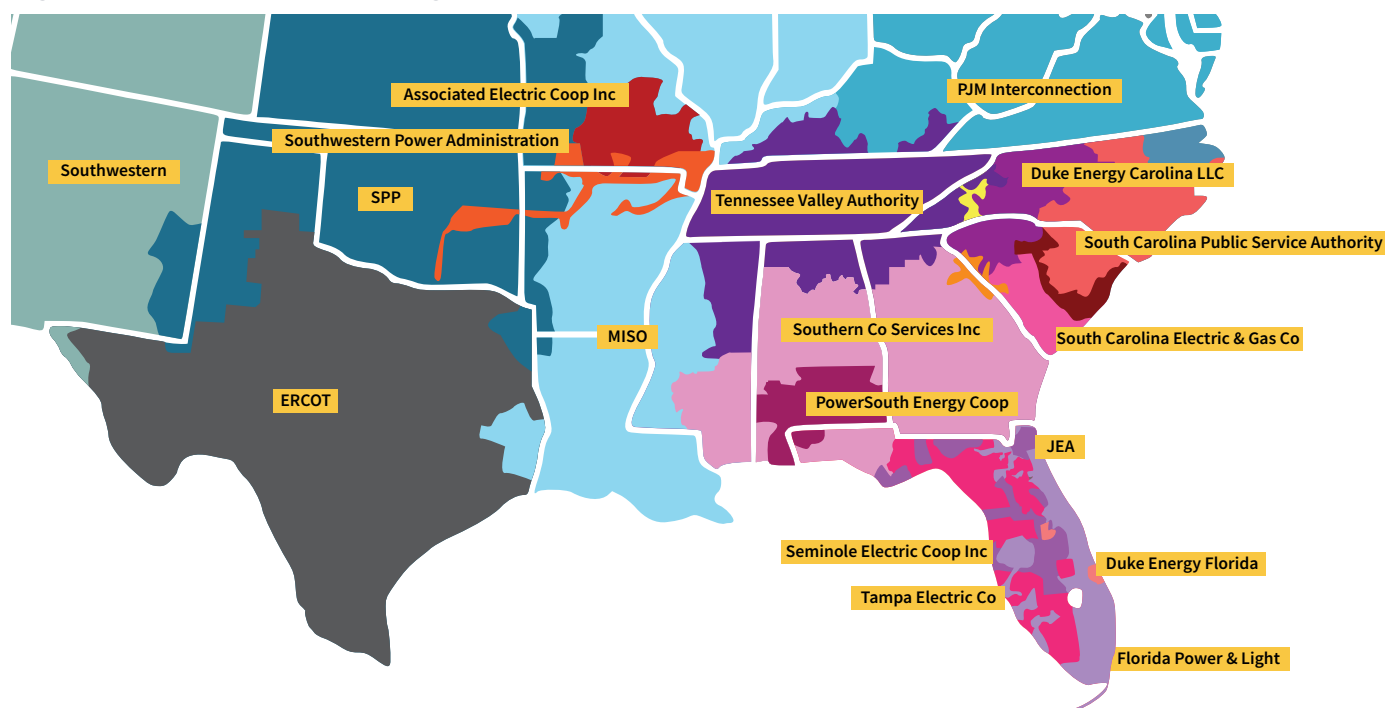 PJM Interconnection
Associated Electric Coop Inc
Southwestern Power Administration
Southwestern
Duke Energy Carolina LLC
SPP
Tennessee Valley Authority
South Carolina Public Service Authority
Southern Co Services Inc
MISO
South Carolina Electric & Gas Co
ERCOT
PowerSouth Energy Coop
JEA
Seminole Electric Coop Inc
Duke Energy Florida
Tampa Electric Co
Florida Power & Light